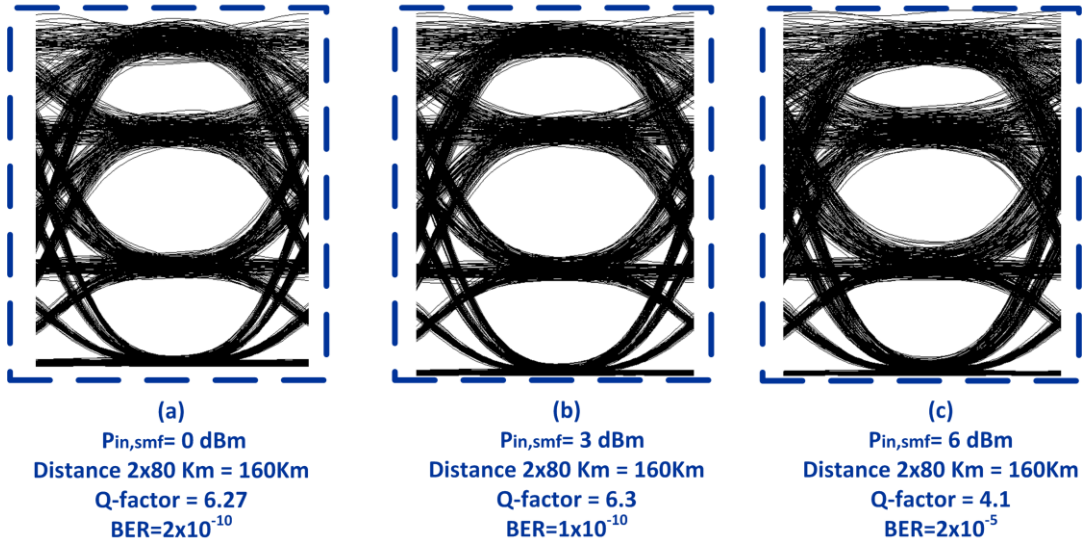 (a)
Pin,smf= 0 dBm
Distance 2x80 Km = 160Km
Q-factor = 6.27
BER=2x10⁻¹⁰
(b)
Pin,smf= 3 dBm
Distance 2x80 Km = 160Km
Q-factor = 6.3
BER=1x10⁻¹⁰
(c)
Pin,smf= 6 dBm
Distance 2x80 Km = 160Km
Q-factor = 4.1
BER=2x10⁻⁵